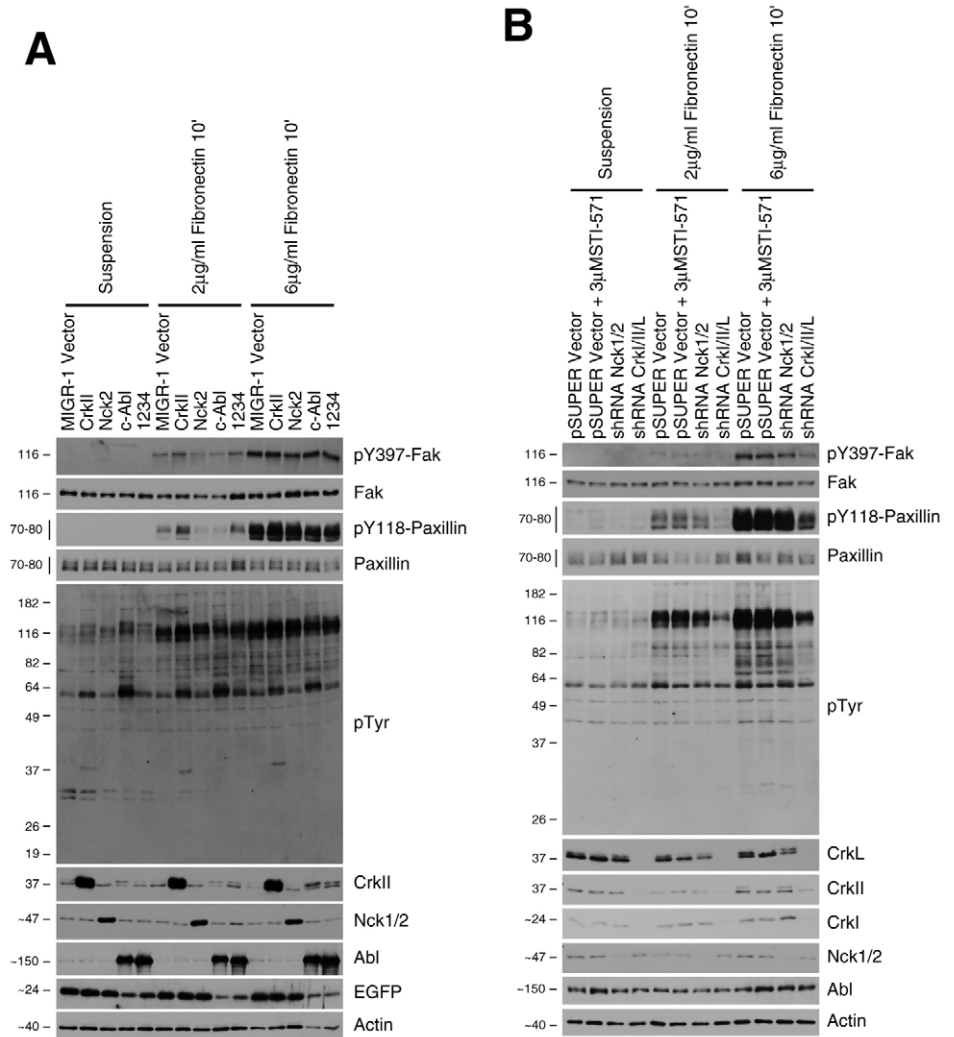 A
Suspension
2µg/ml Fibronectin 10'
6µg/ml Fibronectin 10'
MIGR-1 Vector
CrkII
Nck2
c-Abl
1234
MIGR-1 Vector
CrkII
Nck2
c-Abl
1234
MIGR-1 Vector
CrkII
Nck2
c-Abl
1234
116 – pY397-Fak
116 – Fak
70-80 pY118-Paxillin
70-80 Paxillin
182 –
116 –
82 –
64 –
49 –
pTyr
37 –
26 –
19 –
37 – CrkII
~47 – Nck1/2
~150 – Abl
~24 – EGFP
~40 – Actin
B
Suspension
2µg/ml Fibronectin 10'
6µg/ml Fibronectin 10'
pSUPER Vector
pSUPER Vector + 3µMSTI-571
shRNA Nck1/2
shRNA CrkI/II/L
pSUPER Vector
pSUPER Vector + 3µMSTI-571
shRNA Nck1/2
shRNA CrkI/II/L
pSUPER Vector
pSUPER Vector + 3µMSTI-571
shRNA Nck1/2
shRNA CrkI/II/L
116 – pY397-Fak
116 – Fak
70-80 pY118-Paxillin
70-80 Paxillin
182 –
116 –
82 –
64 –
49 –
pTyr
37 –
26 –
37 – CrkL
37 – CrkII
~24 – CrkI
~47 – Nck1/2
~150 – Abl
~40 – Actin